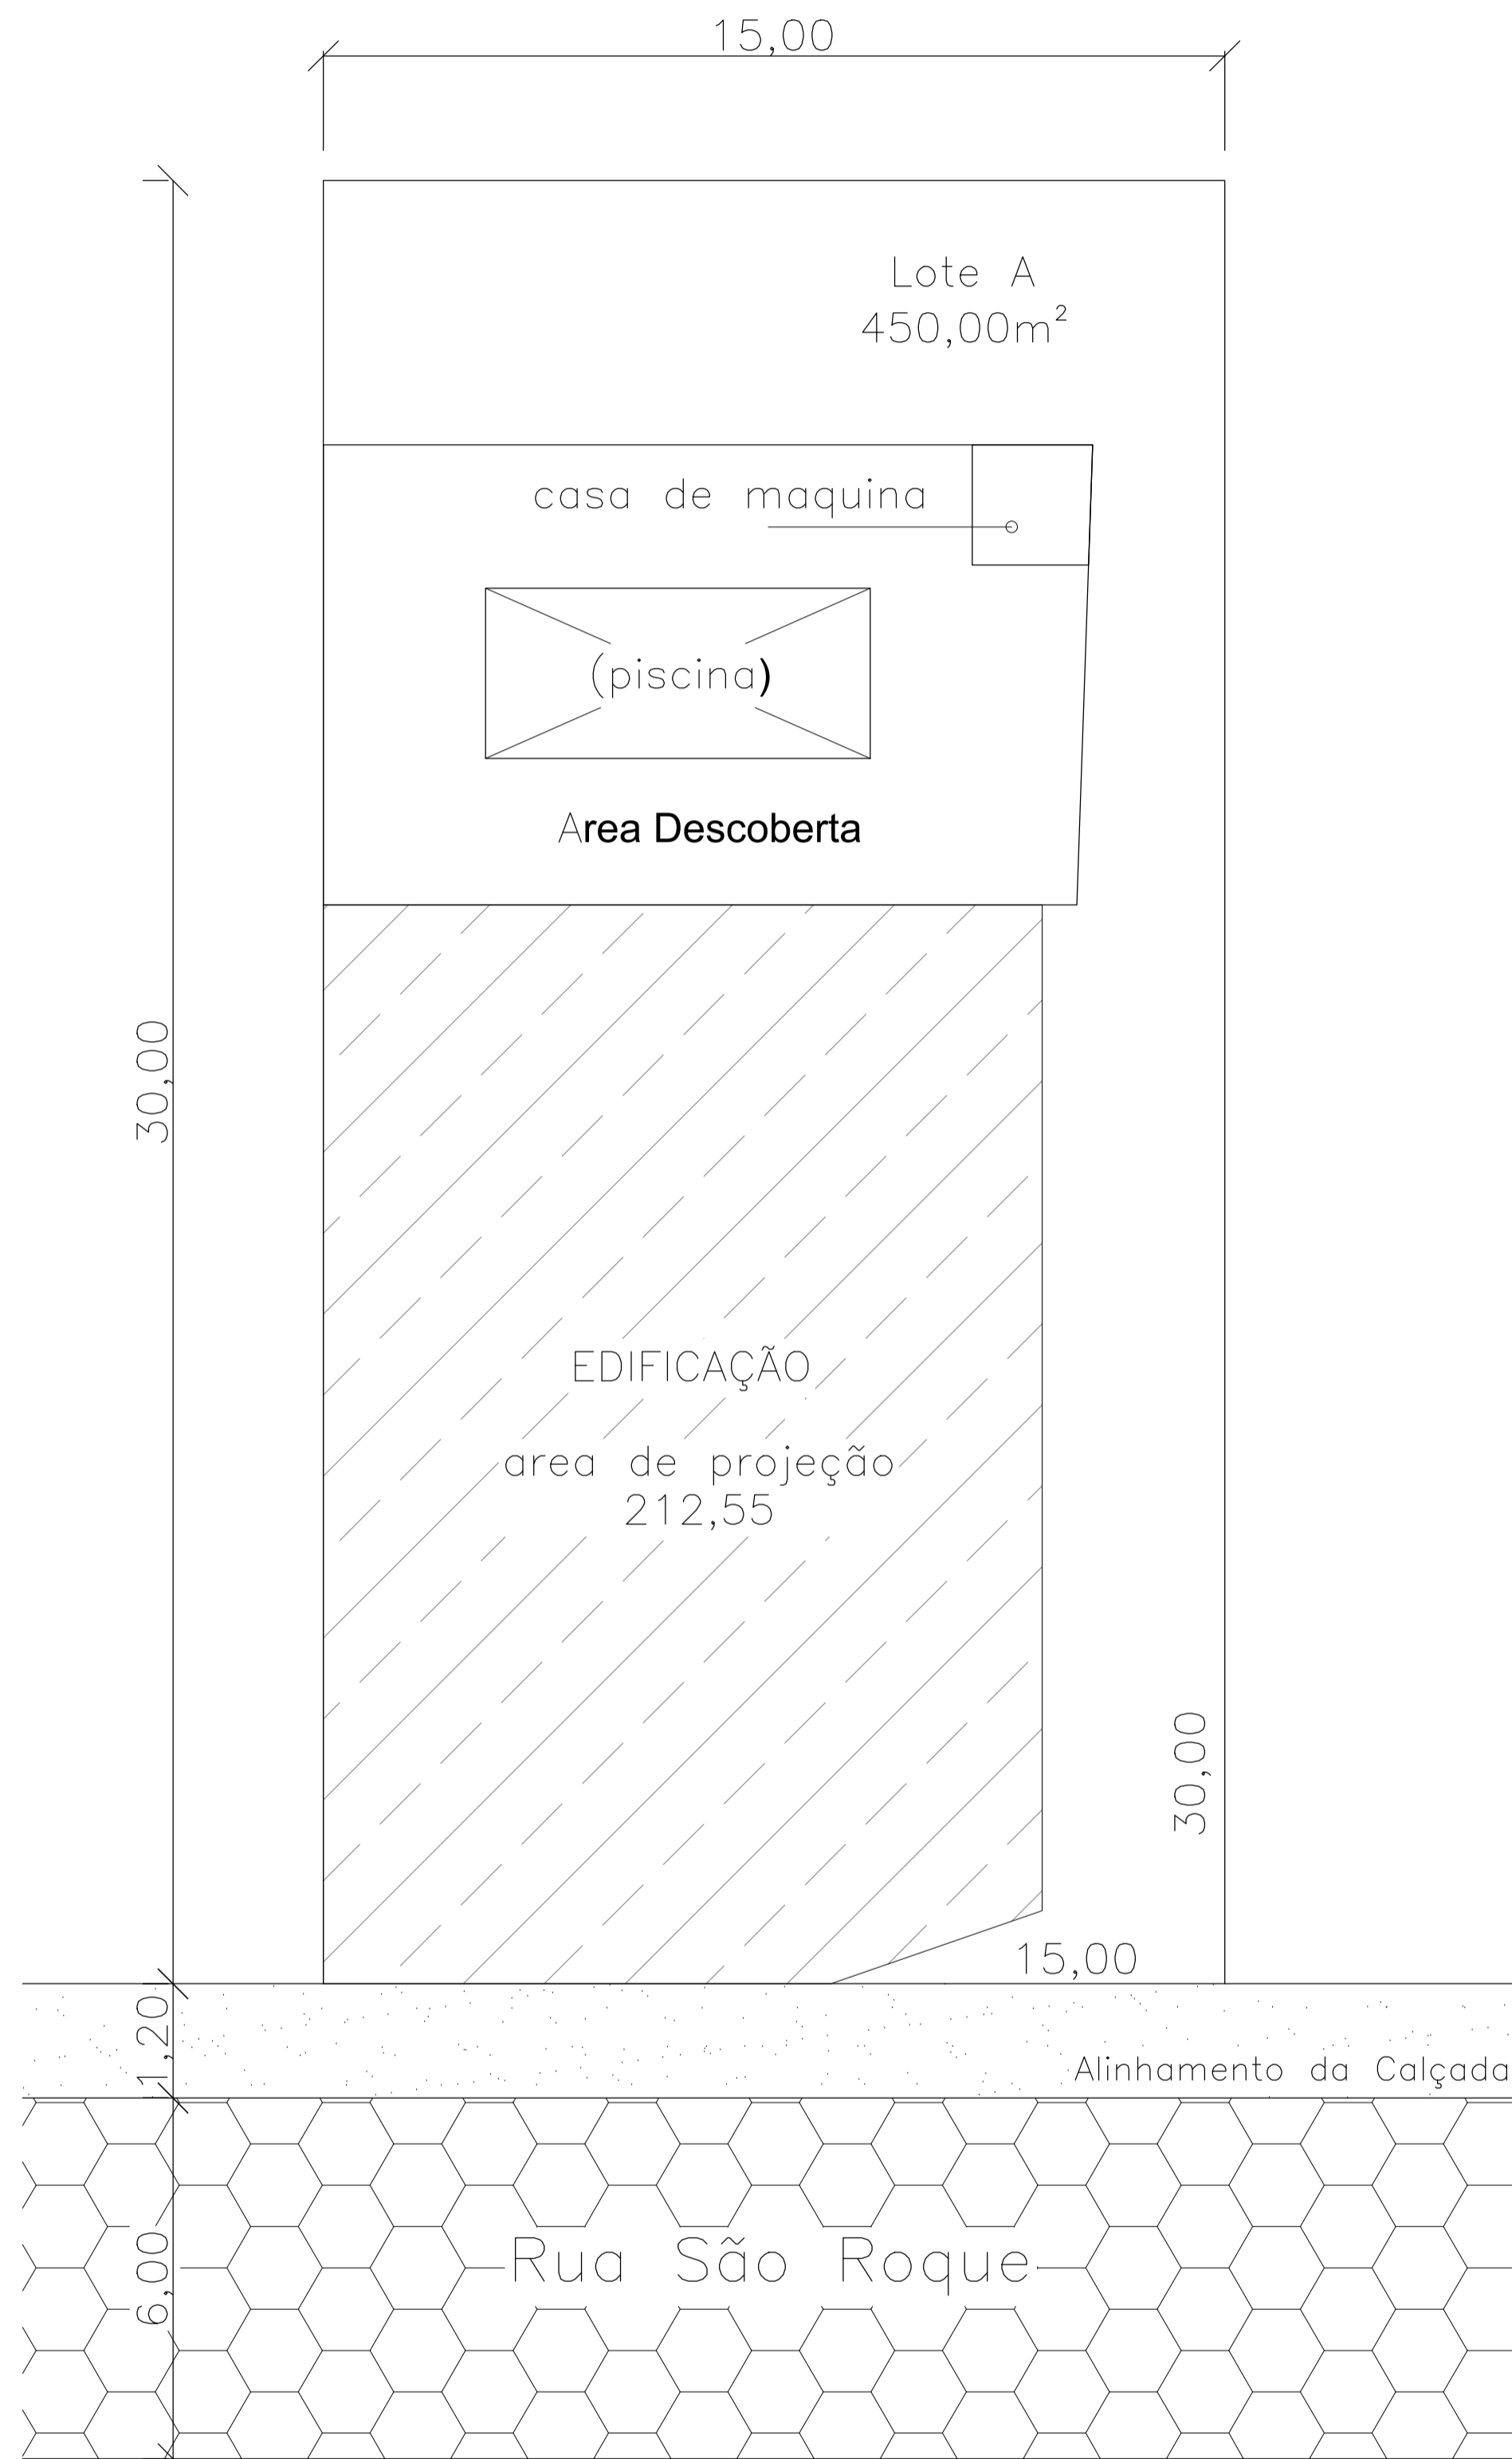 15,00
Lote A
450,00m²
casa de maquina
(piscina)
Area Descoberta
30,00
EDIFICAÇÃO
area de projeção
212,55
30,00
15,00
1,20
Alinhamento da Calçada
6,00
Rua São Roque